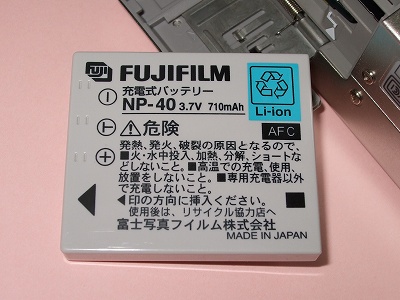 FUJI FUJIFILM
充電式バッテリー
NP-40 3.7V 710mAh
Li-ion
AFC
⚠危険
発熱、発火、破裂の原因となるので、
■火・水中投入、加熱、分解、ショートな
どしないこと。■高温での充電、使用、
放置をしないこと。■専用充電器以外
で充電しないこと。
◀印の方向に挿入ください。
使用後は、リサイクル協力店へ
富士写真フイルム株式会社
MADE IN JAPAN